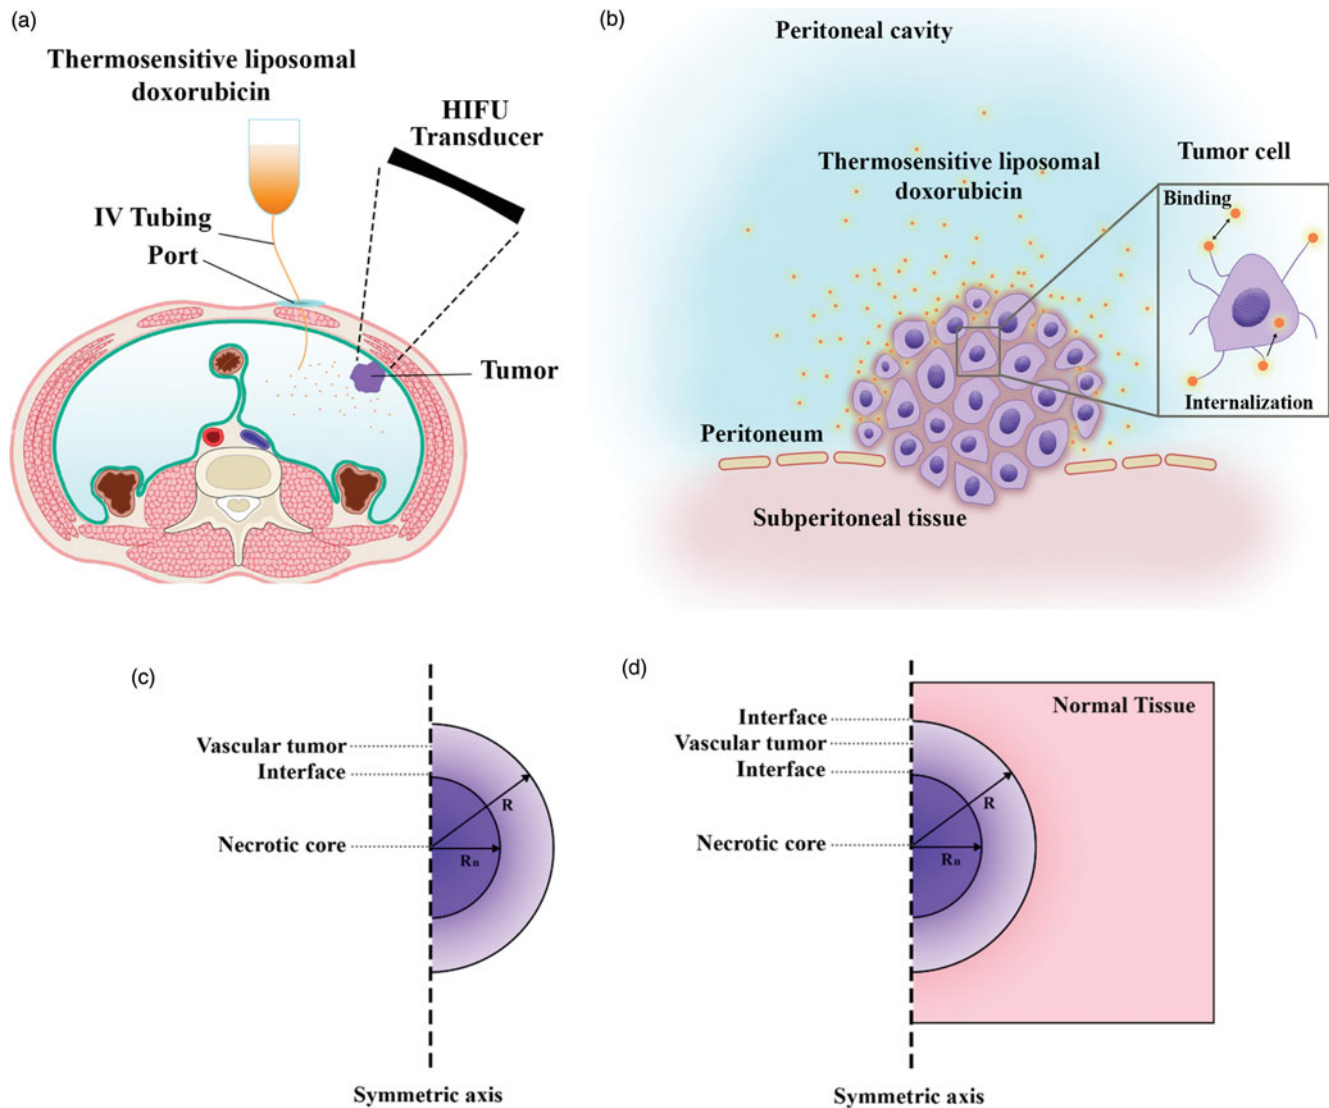 (a)
Thermosensitive liposomal
doxorubicin
HIFU
Transducer
IV Tubing
Port
Tumor
(b)
Peritoneal cavity
Thermosensitive liposomal
doxorubicin
Tumor cell
Binding
Internalization
Peritoneum
Subperitoneal tissue
(c)
Vascular tumor
Interface
R
Necrotic core
Rn
Symmetric axis
(d)
Normal Tissue
Interface
Vascular tumor
Interface
R
Necrotic core
Rn
Symmetric axis